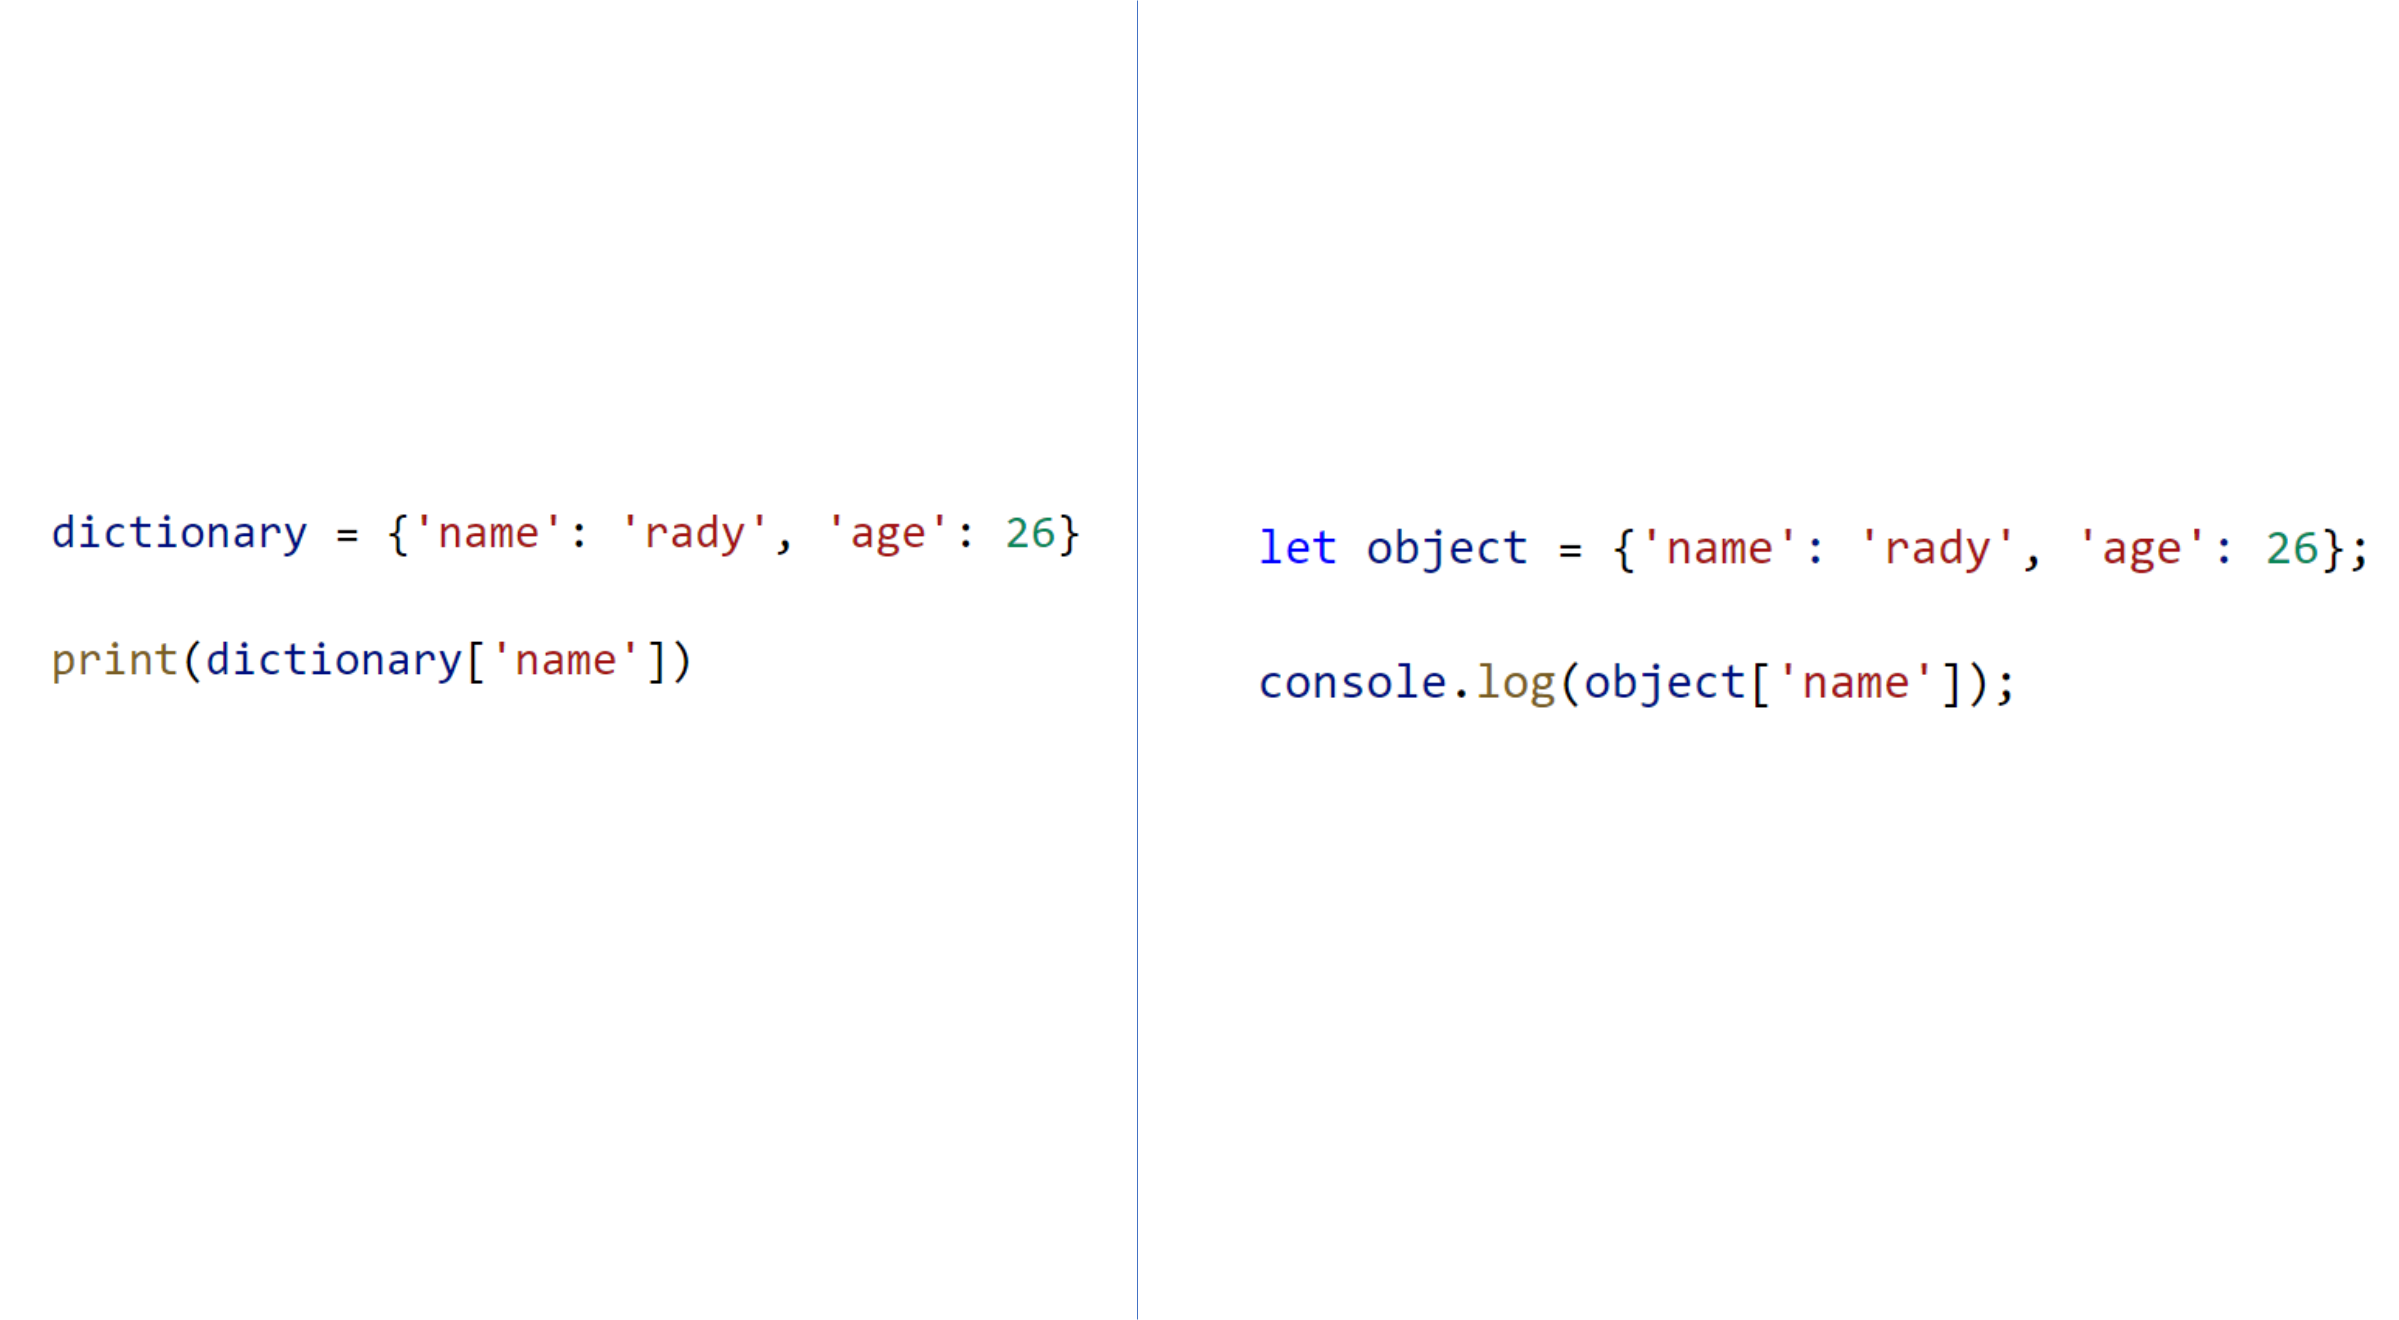 dictionary = {'name': 'rady', 'age': 26}
print(dictionary['name'])
let object = {'name': 'rady', 'age': 26};
console.log(object['name']);